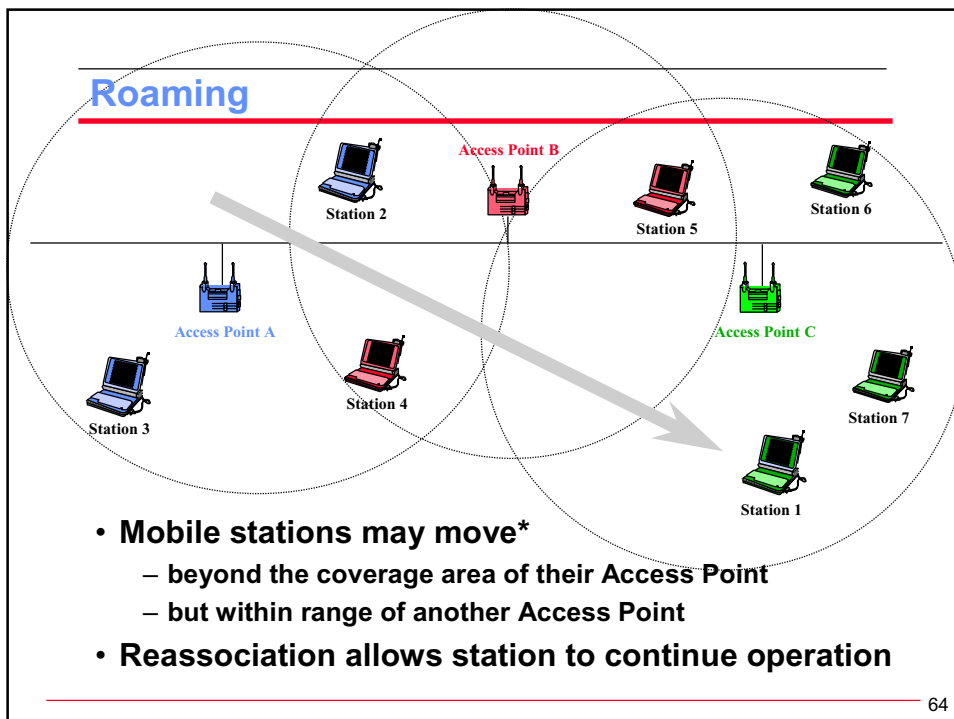 Roaming
Access Point B
Station 2
Station 5
Station 6
Access Point A
Access Point C
Station 3
Station 4
Station 7
Station 1
• Mobile stations may move*
– beyond the coverage area of their Access Point
– but within range of another Access Point
• Reassociation allows station to continue operation
64